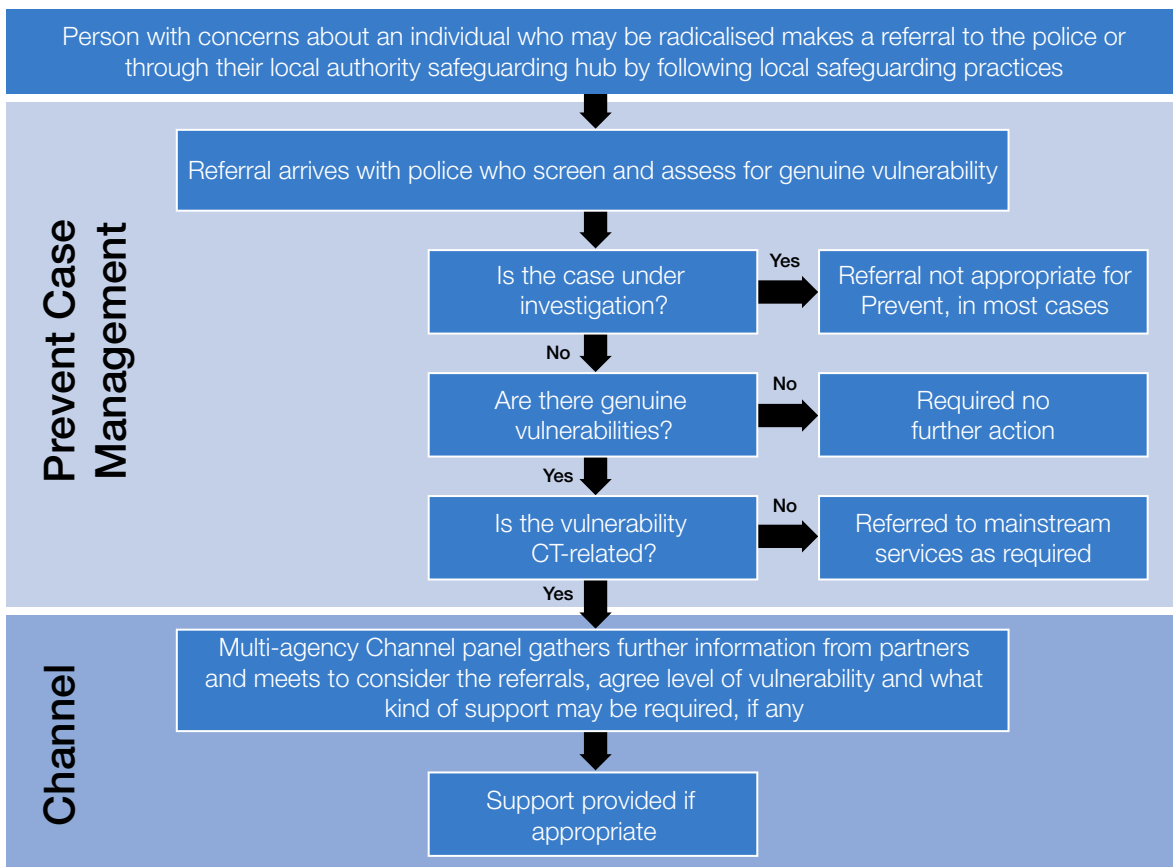 Person with concerns about an individual who may be radicalised makes a referral to the police or
through their local authority safeguarding hub by following local safeguarding practices
Prevent Case
Management
Referral arrives with police who screen and assess for genuine vulnerability
Is the case under
investigation?
Yes
Referral not appropriate for
Prevent, in most cases
No
Are there genuine
vulnerabilities?
No
Required no
further action
Yes
Is the vulnerability
CT-related?
No
Referred to mainstream
services as required
Yes
Channel
Multi-agency Channel panel gathers further information from partners
and meets to consider the referrals, agree level of vulnerability and what
kind of support may be required, if any
Support provided if
appropriate